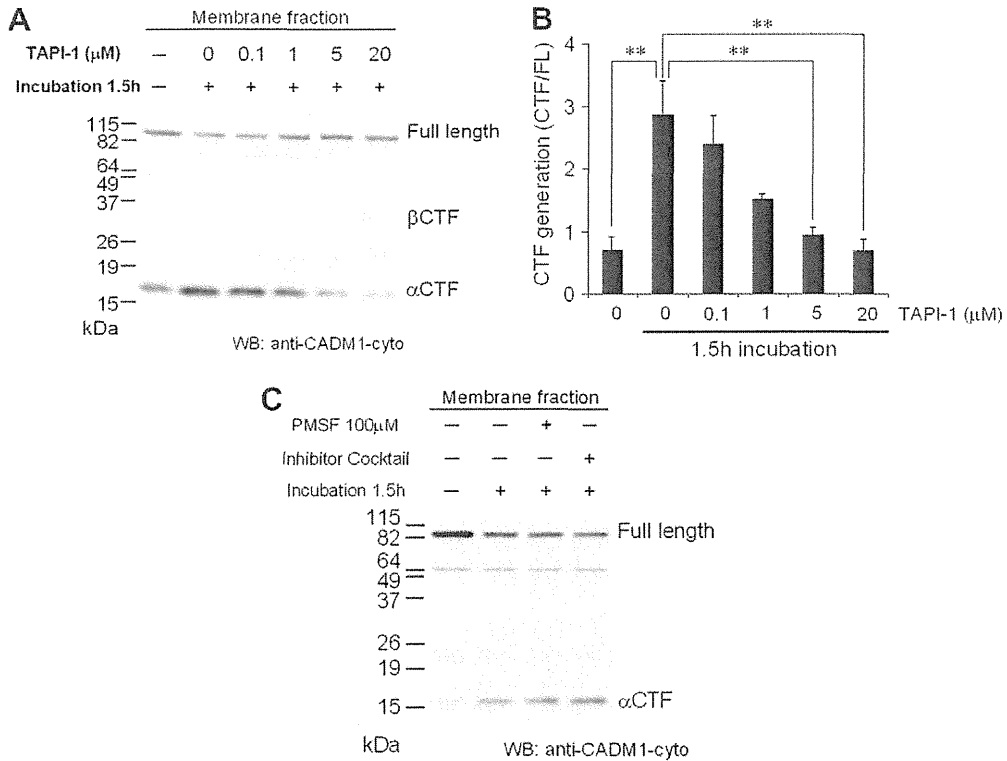 A
Membrane fraction
TAPI-1 (μM) — 0 0.1 1 5 20
Incubation 1.5h — + + + + +
115
82
64
49
37
26
19
15
kDa
Full length
βCTF
αCTF
WB: anti-CADM1-cyto
B
CTF generation (CTF/FL)
4
3
2
1
0
** ** **
0 0 0.1 1 5 20 TAPI-1 (μM)
1.5h incubation
C
Membrane fraction
PMSF 100μM — — + —
Inhibitor Cocktail — — — +
Incubation 1.5h — + + +
115
82
64
49
37
26
19
15
kDa
Full length
αCTF
WB: anti-CADM1-cyto